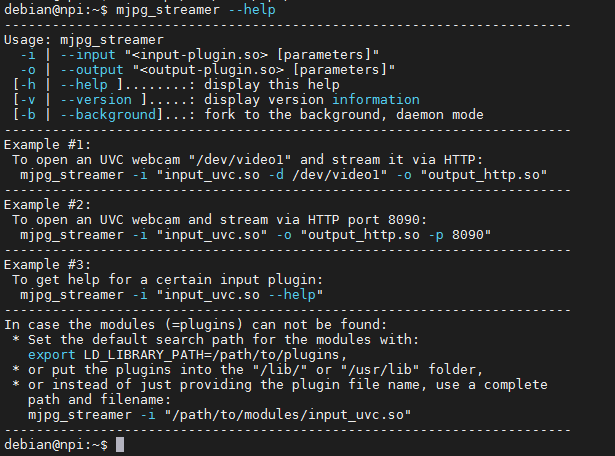 debian@npi:~$ mjpg_streamer --help
-----------------------------------------------------------------------
Usage: mjpg_streamer
  -i | --input "<input-plugin.so> [parameters]"
  -o | --output "<output-plugin.so> [parameters]"
 [-h | --help ]........: display this help
 [-v | --version ].....: display version information
 [-b | --background]...: fork to the background, daemon mode
-----------------------------------------------------------------------
Example #1:
 To open an UVC webcam "/dev/video1" and stream it via HTTP:
  mjpg_streamer -i "input_uvc.so -d /dev/video1" -o "output_http.so"
-----------------------------------------------------------------------
Example #2:
 To open an UVC webcam and stream via HTTP port 8090:
  mjpg_streamer -i "input_uvc.so" -o "output_http.so -p 8090"
-----------------------------------------------------------------------
Example #3:
 To get help for a certain input plugin:
  mjpg_streamer -i "input_uvc.so --help"
-----------------------------------------------------------------------
In case the modules (=plugins) can not be found:
 * Set the default search path for the modules with:
   export LD_LIBRARY_PATH=/path/to/plugins,
 * or put the plugins into the "/lib/" or "/usr/lib" folder,
 * or instead of just providing the plugin file name, use a complete
   path and filename:
   mjpg_streamer -i "/path/to/modules/input_uvc.so"
-----------------------------------------------------------------------
debian@npi:~$